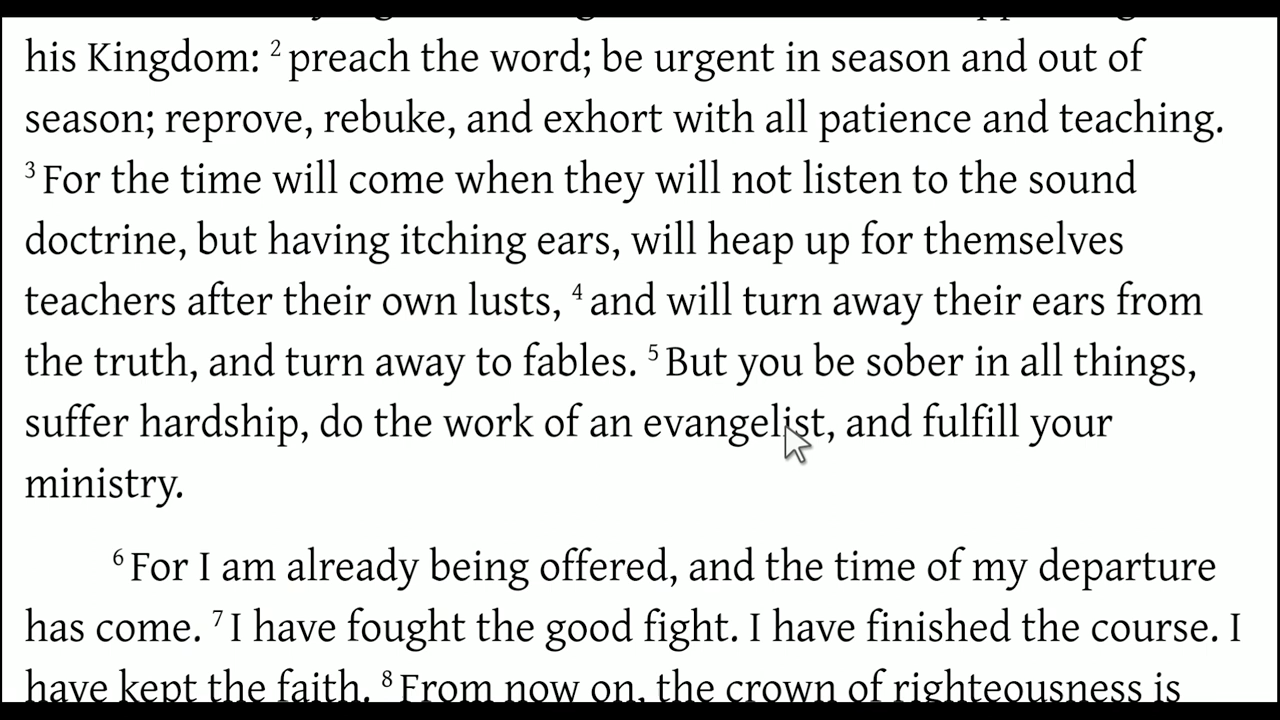 his Kingdom: 2 preach the word; be urgent in season and out of
season; reprove, rebuke, and exhort with all patience and teaching.
3 For the time will come when they will not listen to the sound
doctrine, but having itching ears, will heap up for themselves
teachers after their own lusts, 4 and will turn away their ears from
the truth, and turn away to fables. 5 But you be sober in all things,
suffer hardship, do the work of an evangelist, and fulfill your
ministry.
6 For I am already being offered, and the time of my departure
has come. 7 I have fought the good fight. I have finished the course. I
have kept the faith. 8 From now on, the crown of righteousness is